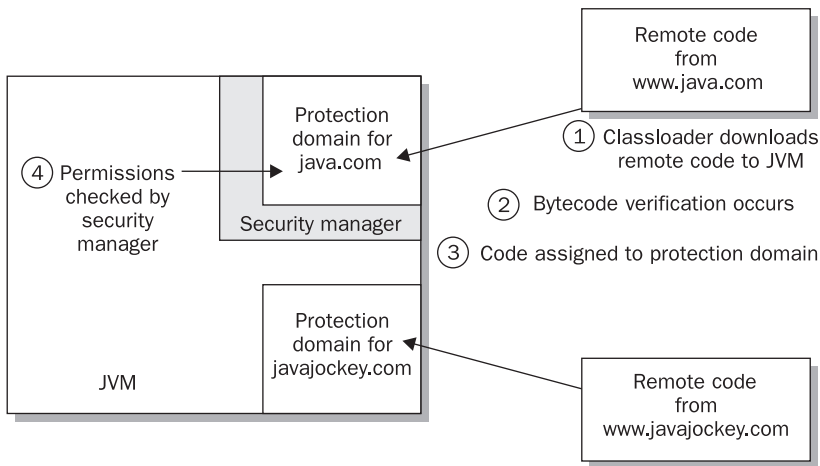 Remote code
from
www.java.com
Protection
domain for
java.com
1 Classloader downloads
remote code to JVM
4 Permissions
checked by
security
manager
2 Bytecode verification occurs
Security manager
3 Code assigned to protection domain
Protection
domain for
javajockey.com
JVM
Remote code
from
www.javajockey.com